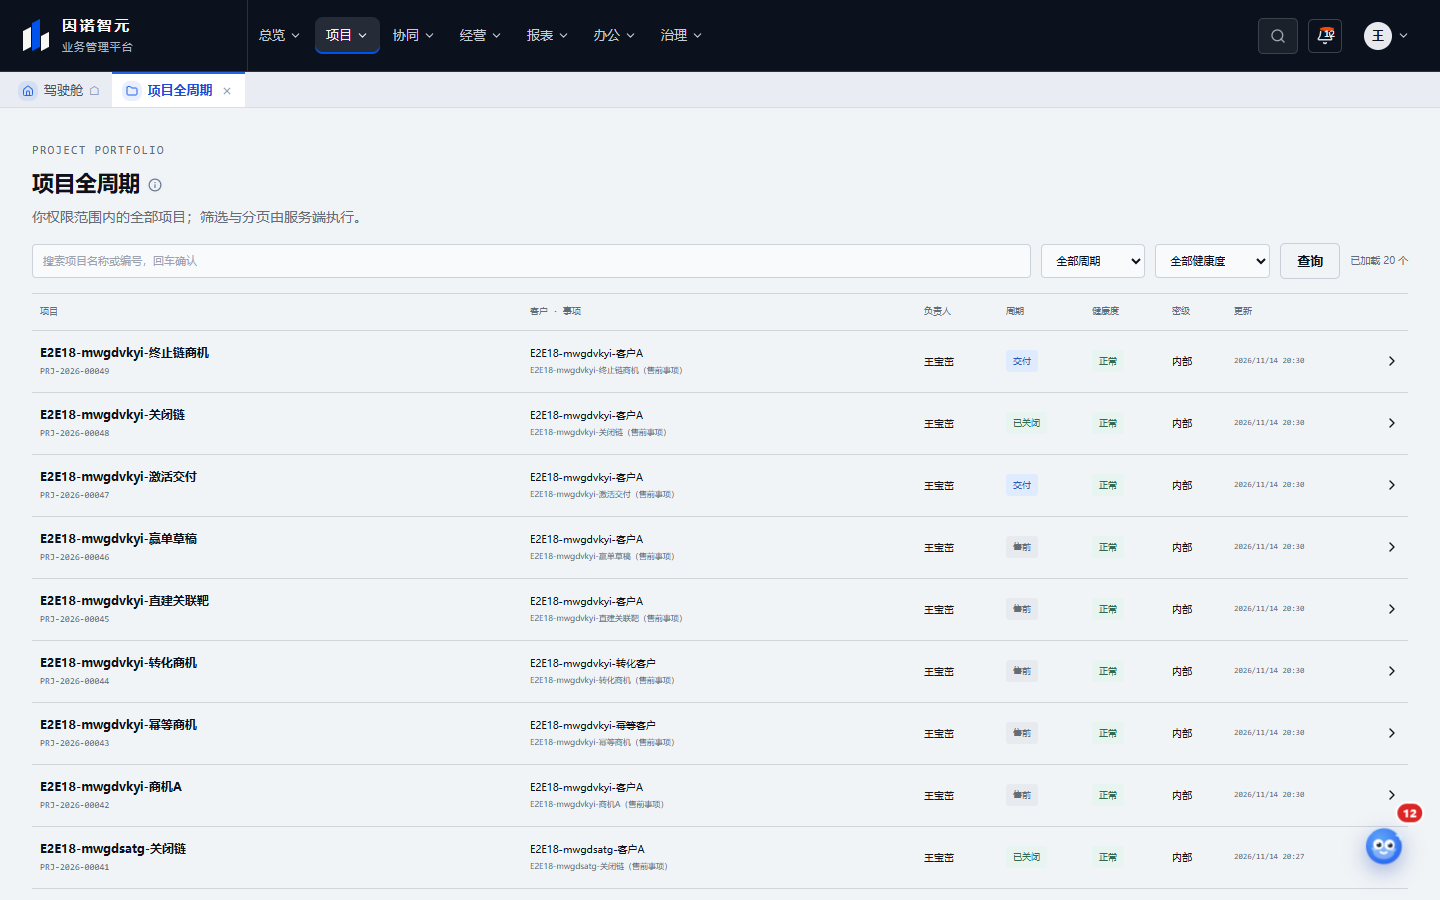 因诺智元
业务管理平台
总览 项目 协同 经营 报表 办公 治理
12
王
驾驶舱 项目全周期
PROJECT PORTFOLIO
项目全周期
你权限范围内的全部项目；筛选与分页由服务端执行。
搜索项目名称或编号，回车确认 全部周期 全部健康度 查询 已加载 20 个
项目 客户 · 事项 负责人 周期 健康度 密级 更新
E2E18-mwgdvkyi-终止链商机 E2E18-mwgdvkyi-客户A 王宝茁 交付 正常 内部 2026/11/14 20:30
PRJ-2026-00049 E2E18-mwgdvkyi-终止链商机（售前事项）
E2E18-mwgdvkyi-关闭链 E2E18-mwgdvkyi-客户A 王宝茁 已关闭 正常 内部 2026/11/14 20:30
PRJ-2026-00048 E2E18-mwgdvkyi-关闭链（售前事项）
E2E18-mwgdvkyi-激活交付 E2E18-mwgdvkyi-客户A 王宝茁 交付 正常 内部 2026/11/14 20:30
PRJ-2026-00047 E2E18-mwgdvkyi-激活交付（售前事项）
E2E18-mwgdvkyi-赢单草稿 E2E18-mwgdvkyi-客户A 王宝茁 售前 正常 内部 2026/11/14 20:30
PRJ-2026-00046 E2E18-mwgdvkyi-赢单草稿（售前事项）
E2E18-mwgdvkyi-直建关联靶 E2E18-mwgdvkyi-客户A 王宝茁 售前 正常 内部 2026/11/14 20:30
PRJ-2026-00045 E2E18-mwgdvkyi-直建关联靶（售前事项）
E2E18-mwgdvkyi-转化商机 E2E18-mwgdvkyi-转化客户 王宝茁 售前 正常 内部 2026/11/14 20:30
PRJ-2026-00044 E2E18-mwgdvkyi-转化商机（售前事项）
E2E18-mwgdvkyi-幂等商机 E2E18-mwgdvkyi-幂等客户 王宝茁 售前 正常 内部 2026/11/14 20:30
PRJ-2026-00043 E2E18-mwgdvkyi-幂等商机（售前事项）
E2E18-mwgdvkyi-商机A E2E18-mwgdvkyi-客户A 王宝茁 售前 正常 内部 2026/11/14 20:30
PRJ-2026-00042 E2E18-mwgdvkyi-商机A（售前事项）
12
E2E18-mwgdsatg-关闭链 E2E18-mwgdsatg-客户A 王宝茁 已关闭 正常 内部 2026/11/14 20:27
PRJ-2026-00041 E2E18-mwgdsatg-关闭链（售前事项）